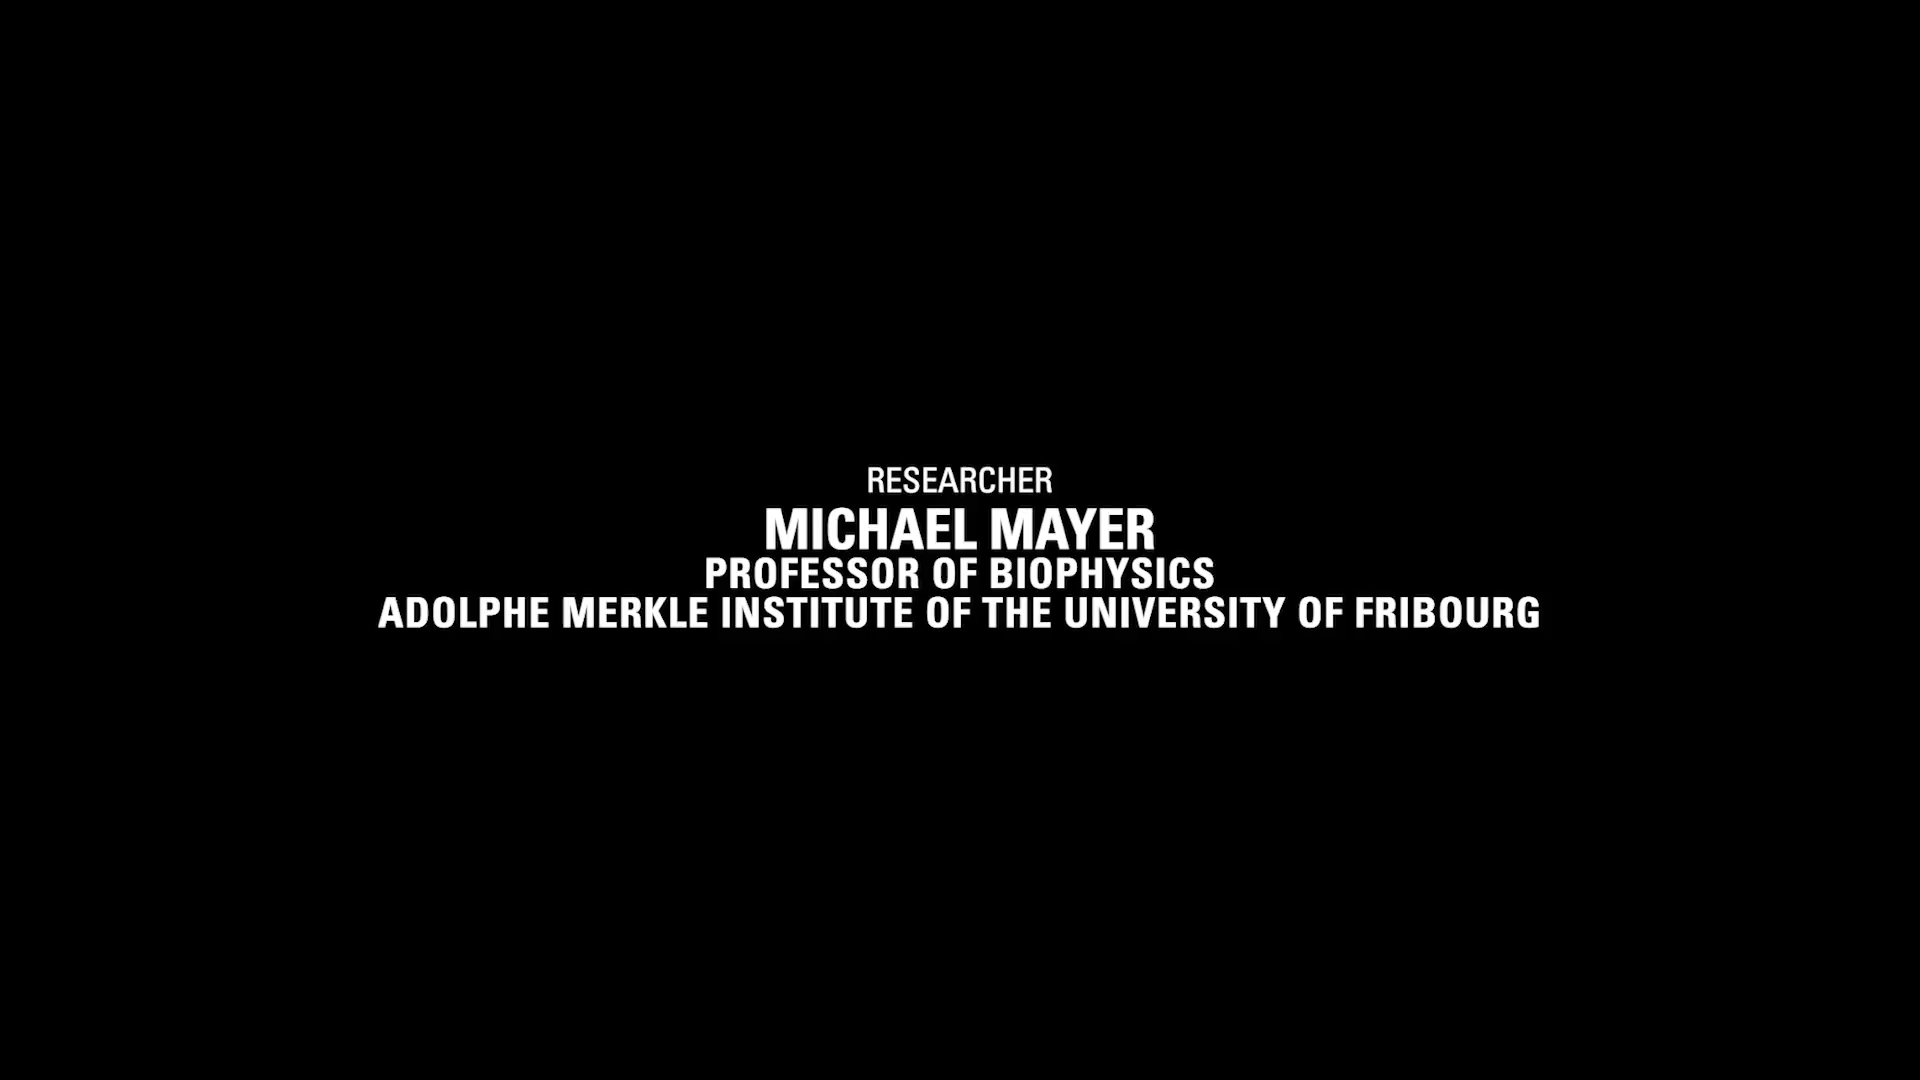 RESEARCHER
MICHAEL MAYER
PROFESSOR OF BIOPHYSICS
ADOLPHE MERKLE INSTITUTE OF THE UNIVERSITY OF FRIBOURG